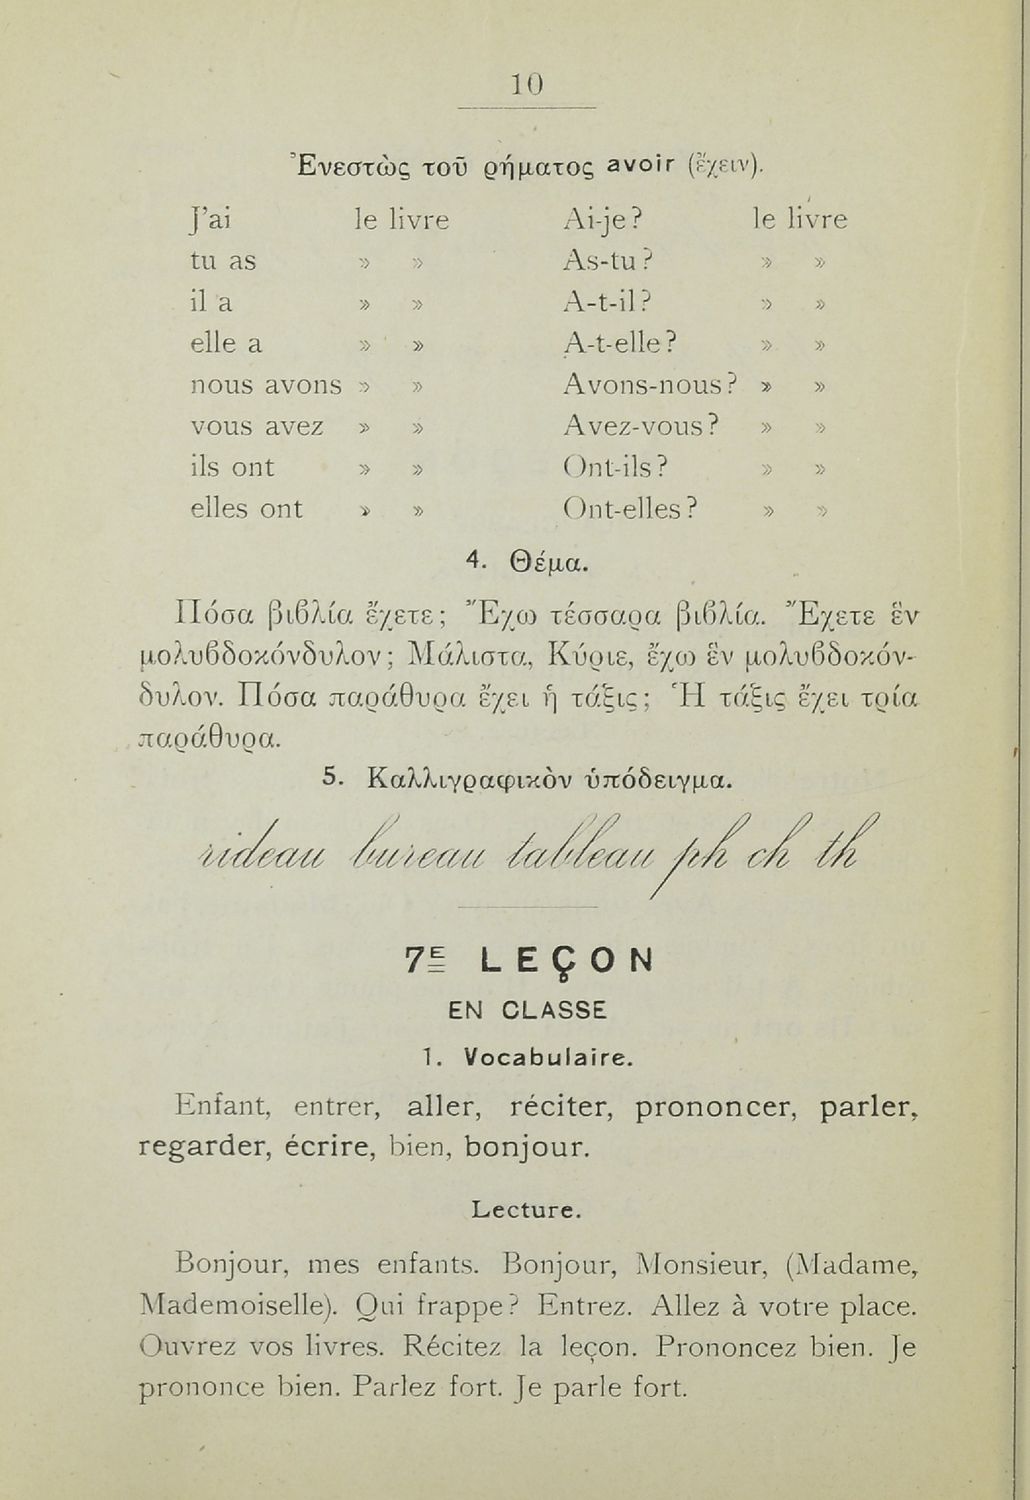 10
Ἐνεστὼς τοῦ ρήματος avoir (ἔχειν).
J'ai le livre Ai-je? le livre
tu as » » As-tu? » »
il a » » A-t-il? » »
elle a » » A-t-elle? » »
nous avons » » Avons-nous? » »
vous avez » » Avez-vous? » »
ils ont » » Ont-ils? » »
elles ont » » Ont-elles? » »
4. Θέμα.
Πόσα βιβλία ἔχετε; Ἔχω τέσσαρα βιβλία. Ἔχετε ἓν
μολυβδοκόνδυλον; Μάλιστα, Κύριε, ἔχω ἓν μολυβδοκόν-
δυλον. Πόσα παράθυρα ἔχει ἡ τάξις; Ἡ τάξις ἔχει τρία
παράθυρα.
5. Καλλιγραφικὸν ὑπόδειγμα.
rideau bureau tableau ph ch th
7E LEÇON
EN CLASSE
1. Vocabulaire.
Enfant, entrer, aller, réciter, prononcer, parler,
regarder, écrire, bien, bonjour.
Lecture.
Bonjour, mes enfants. Bonjour, Monsieur, (Madame,
Mademoiselle). Qui frappe? Entrez. Allez à votre place.
Ouvrez vos livres. Récitez la leçon. Prononcez bien. Je
prononce bien. Parlez fort. Je parle fort.